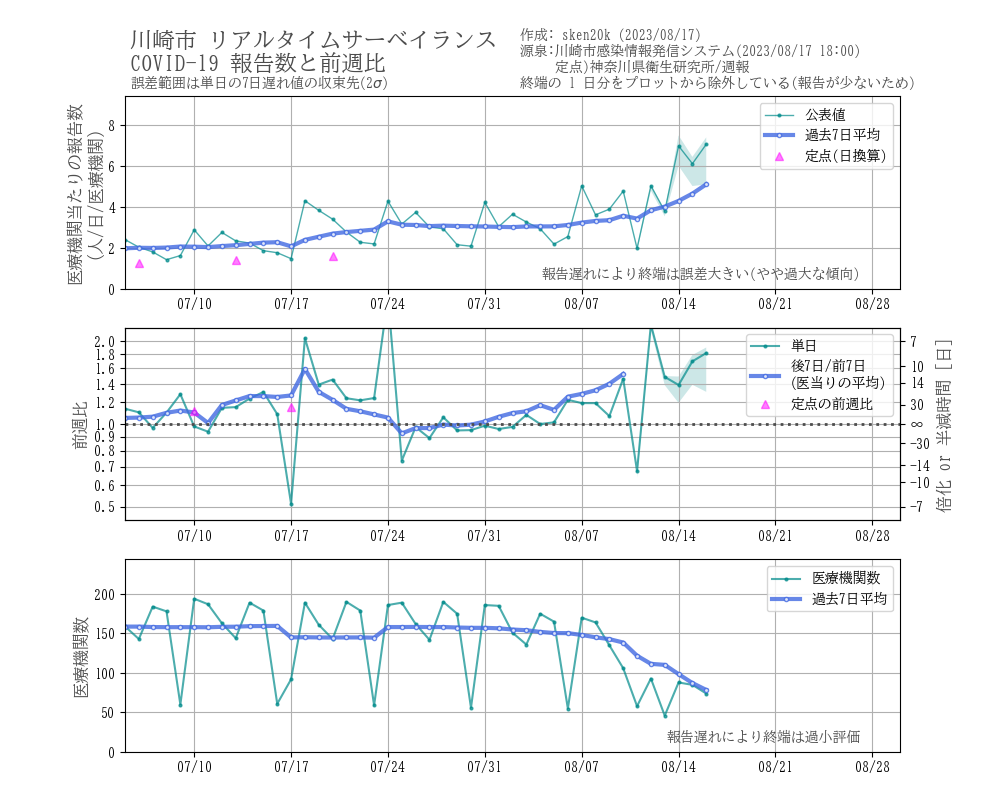 川崎市 リアルタイムサーベイランス
COVID-19 報告数と前週比
誤差範囲は単日の7日遅れ値の収束先(2σ)
作成: sken20k (2023/08/17)
源泉:川崎市感染情報発信システム(2023/08/17 18:00)
定点)神奈川県衛生研究所/週報
終端の 1 日分をプロットから除外している(報告が少ないため)
医療機関当たりの報告数
(人/日/医療機関)
8
6
4
2
0
公表値
過去7日平均
定点(日換算)
報告遅れにより終端は誤差大きい(やや過大な傾向)
07/10 07/17 07/24 07/31 08/07 08/14 08/21 08/28
前週比
2.0
1.8
1.6
1.4
1.2
1.0
0.9
0.8
0.7
0.6
0.5
単日
後7日/前7日
(医当りの平均)
定点の前週比
7
10
14
30
∞
-30
-14
-10
-7
倍化 or 半減時間 [日]
07/10 07/17 07/24 07/31 08/07 08/14 08/21 08/28
医療機関数
200
150
100
50
0
医療機関数
過去7日平均
報告遅れにより終端は過小評価
07/10 07/17 07/24 07/31 08/07 08/14 08/21 08/28